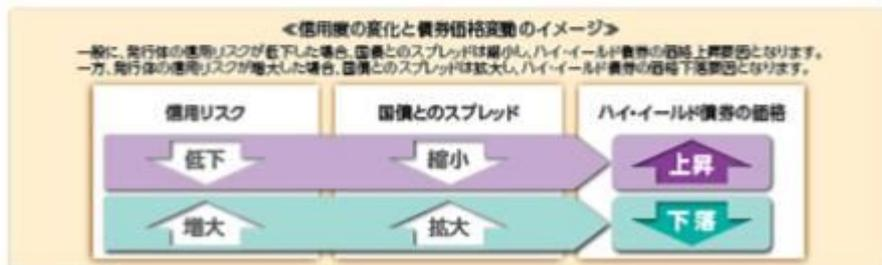 ≪信用度の変化と債券価格変動のイメージ≫
一般に、発行体の信用リスクが低下した場合、国債とのスプレッドは縮小し、ハイ・イールド債券の価格上昇要因となります。
一方、発行体の信用リスクが増大した場合、国債とのスプレッドは拡大し、ハイ・イールド債券の価格下落要因となります。
信用リスク 国債とのスプレッド ハイ・イールド債券の価格
低下 縮小 上昇
増大 拡大 下落